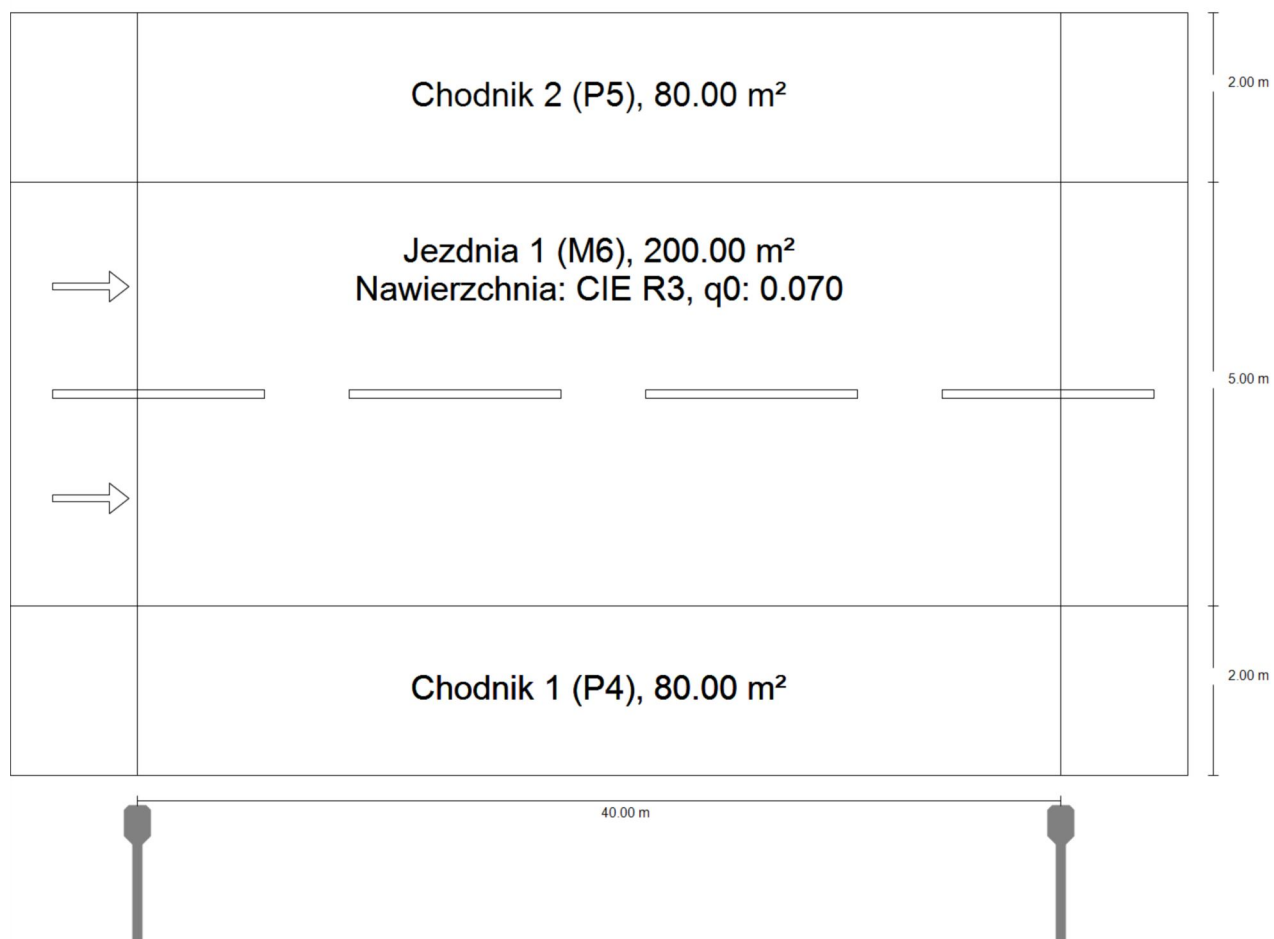 Chodnik 2 (P5), 80.00 m²
2.00 m
Jezdnia 1 (M6), 200.00 m²
Nawierzchnia: CIE R3, q0: 0.070
5.00 m
Chodnik 1 (P4), 80.00 m²
2.00 m
40.00 m